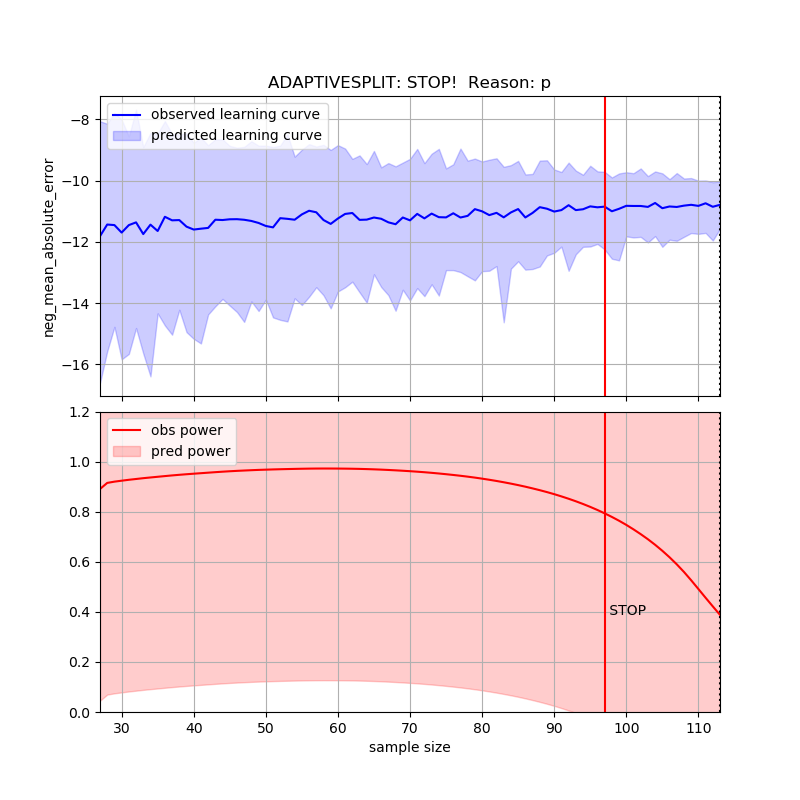 ADAPTIVESPLIT: STOP!  Reason: p
observed learning curve
predicted learning curve
neg_mean_absolute_error
−8
−10
−12
−14
−16
obs power
pred power
1.2
1.0
0.8
0.6
0.4
0.2
0.0
STOP
30 40 50 60 70 80 90 100 110
sample size